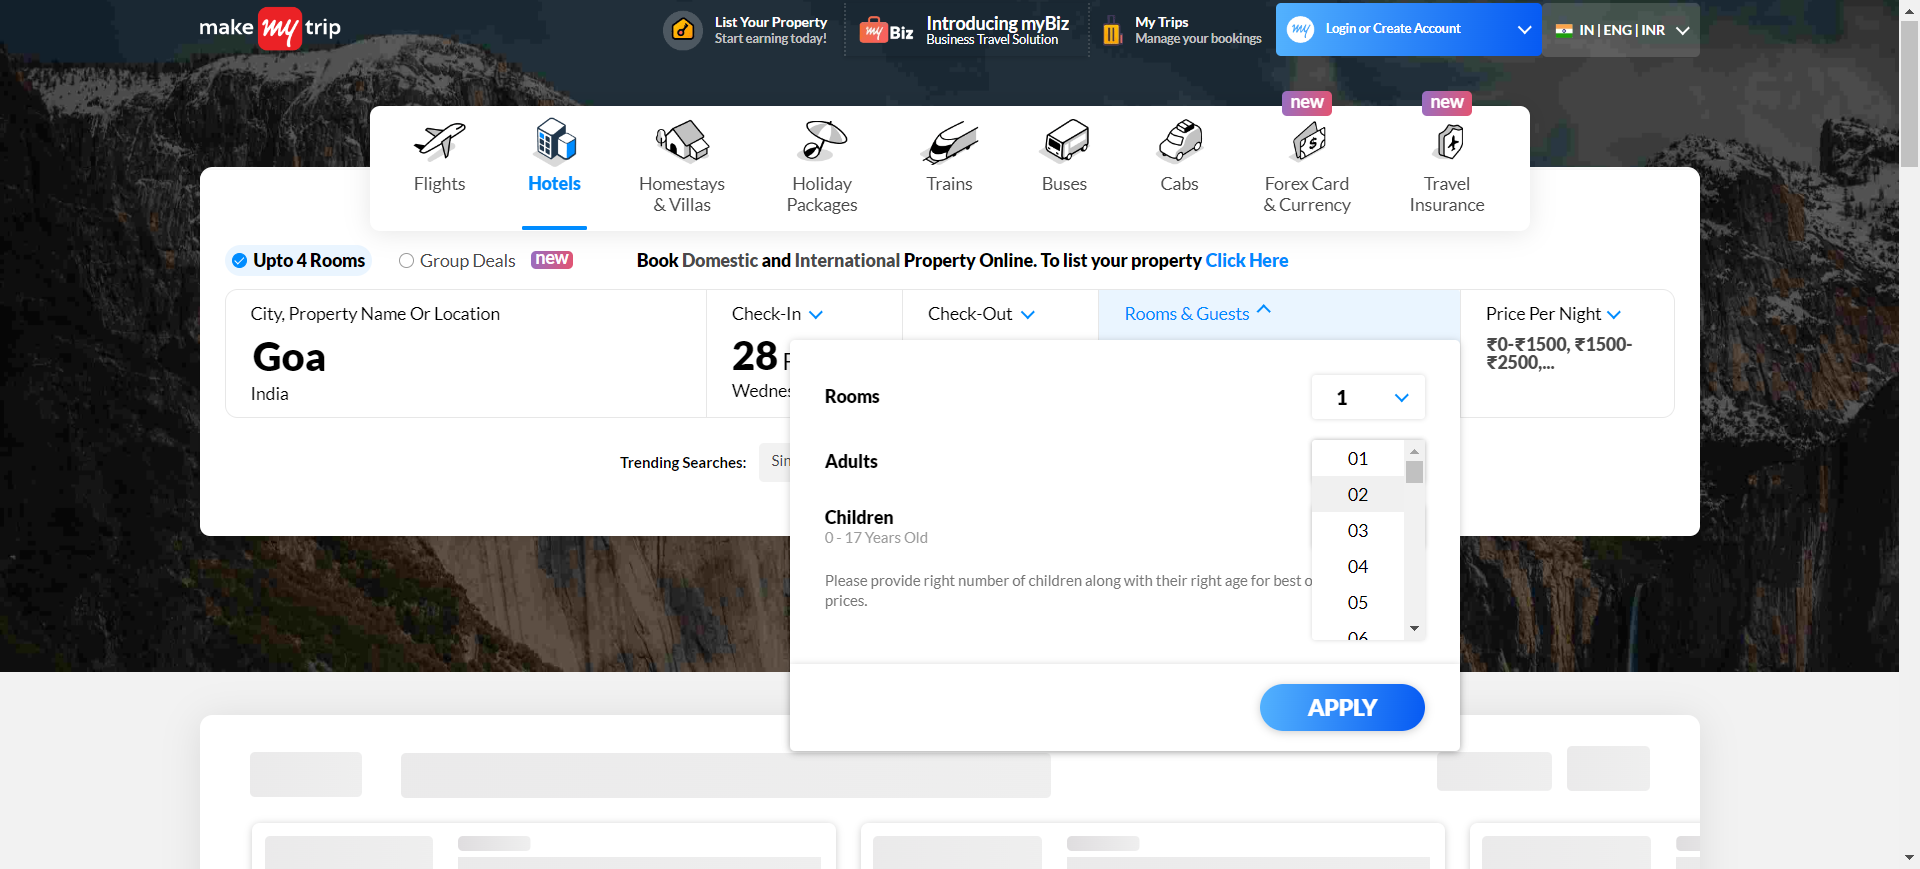 make my trip
List Your Property
Start earning today!
my Biz
Introducing myBiz
Business Travel Solution
My Trips
Manage your bookings
my
Login or Create Account
IN | ENG | INR
new
new
Flights
Hotels
Homestays
& Villas
Holiday
Packages
Trains
Buses
Cabs
Forex Card
& Currency
Travel
Insurance
Upto 4 Rooms
Group Deals
new
Book Domestic and International Property Online. To list your property Click Here
City, Property Name Or Location
Goa
India
Check-In
28
Wednes
Check-Out
Rooms & Guests
Price Per Night
₹0-₹1500, ₹1500-
₹2500,...
Rooms
1
Adults
01
02
03
04
05
06
Children
0 - 17 Years Old
Please provide right number of children along with their right age for best o
prices.
APPLY
Trending Searches:
Sin